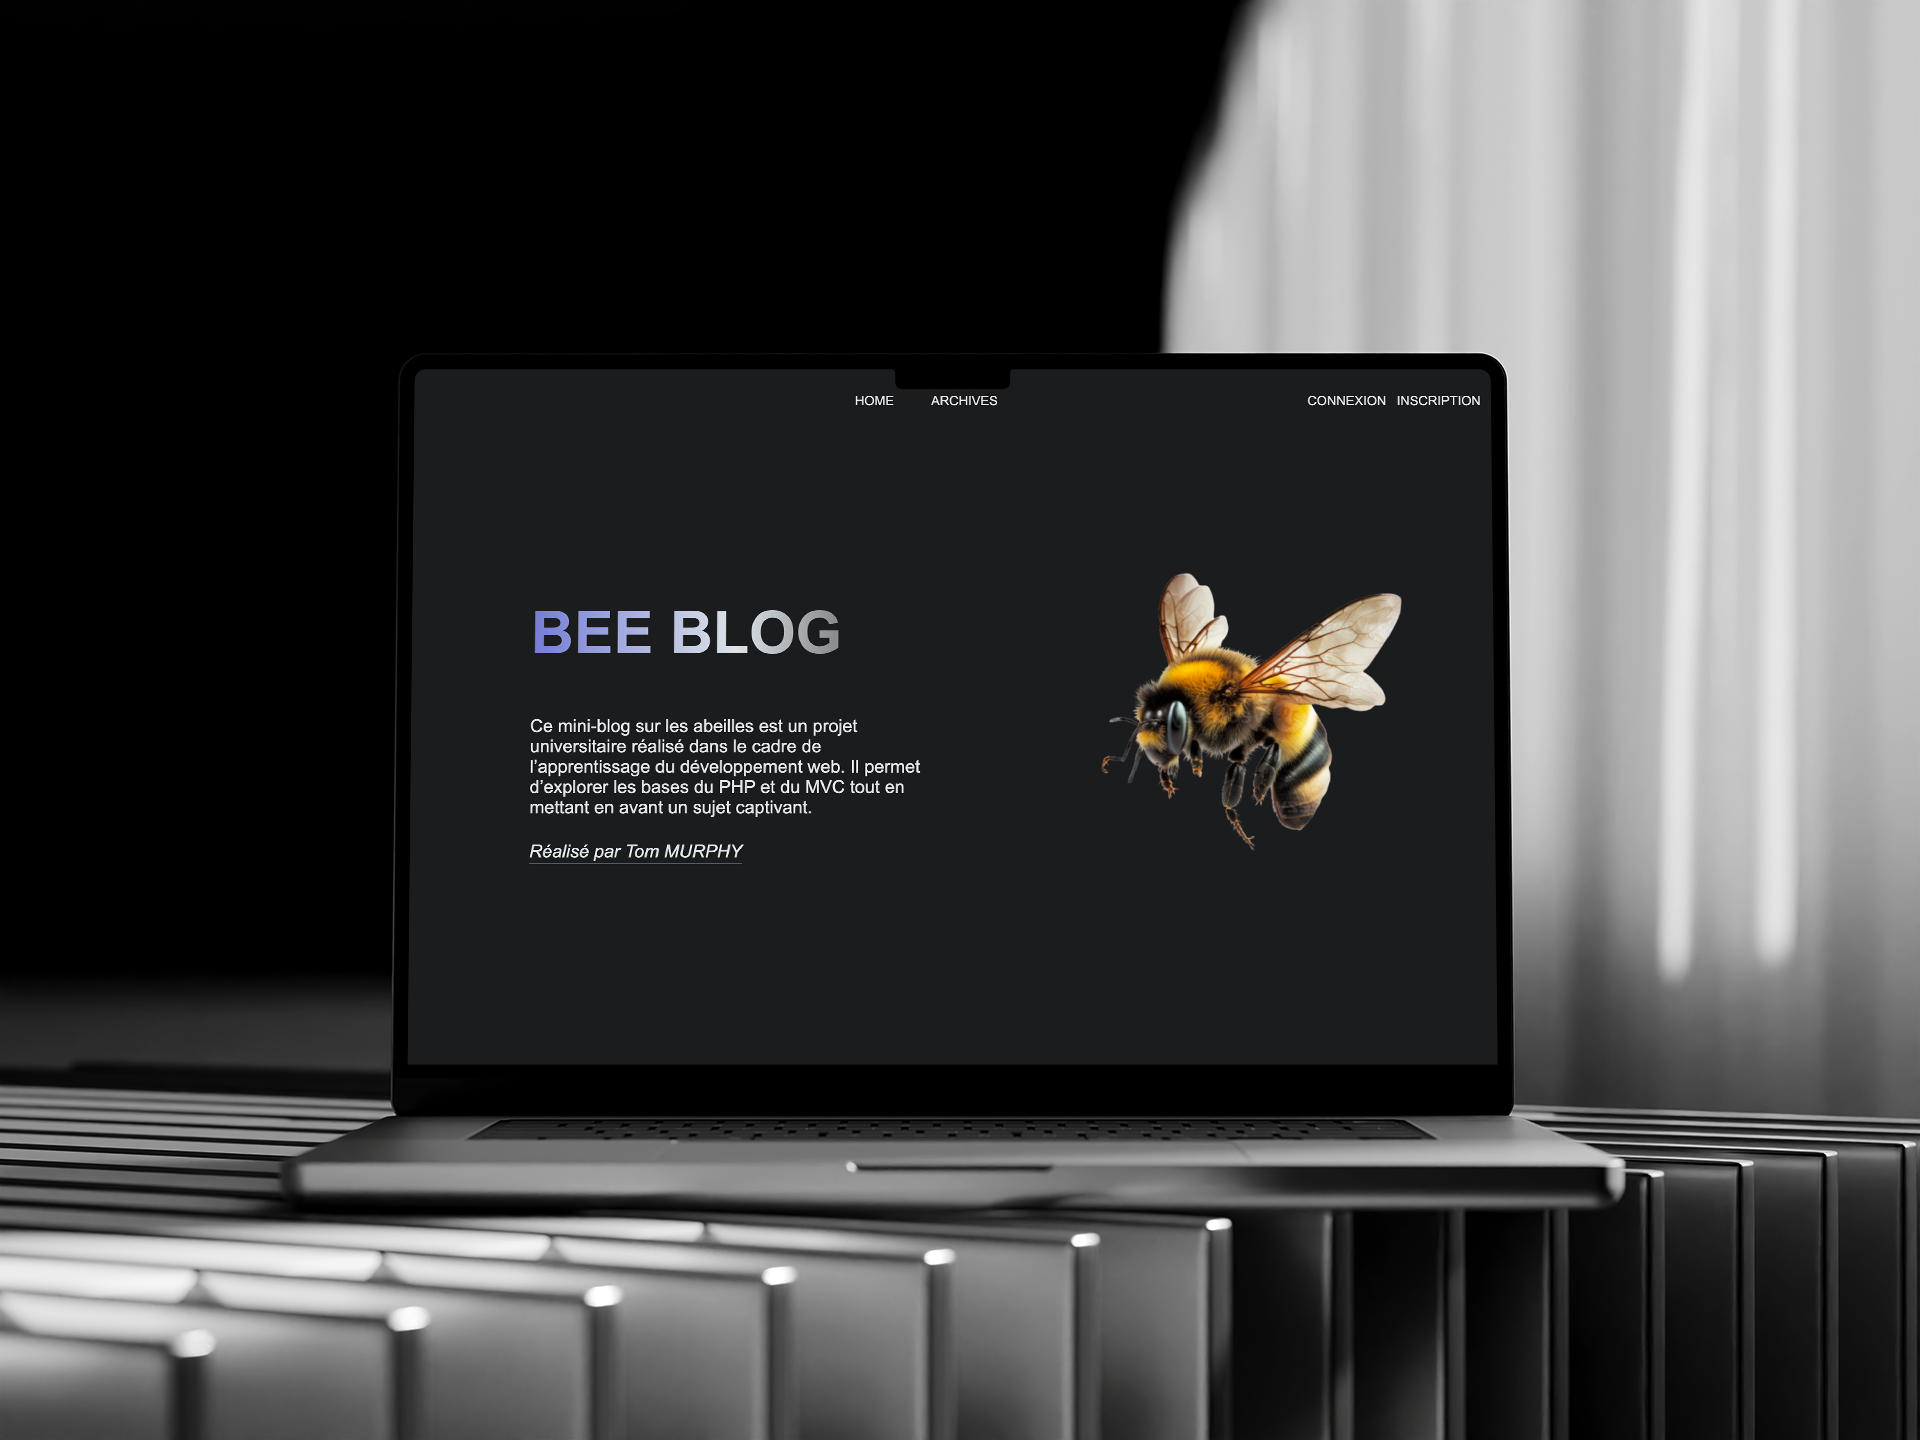 HOME ARCHIVES CONNEXION INSCRIPTION
BEE BLOG
Ce mini-blog sur les abeilles est un projet
universitaire réalisé dans le cadre de
l’apprentissage du développement web. Il permet
d’explorer les bases du PHP et du MVC tout en
mettant en avant un sujet captivant.
Réalisé par Tom MURPHY